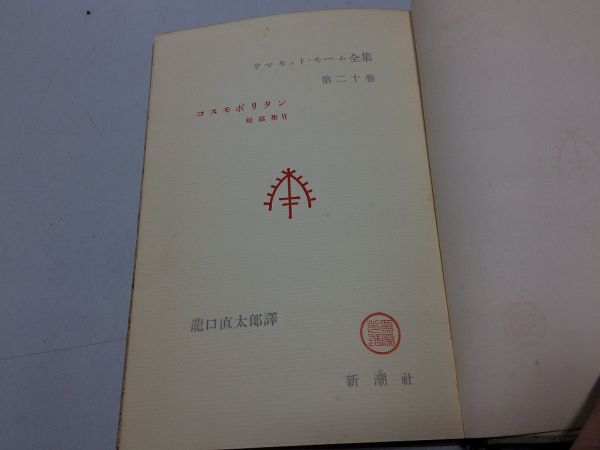 サマセット・モーム全集
第二十巻
コスモポリタン
短篇集Ⅵ
龍口直太郎譯
新潮社